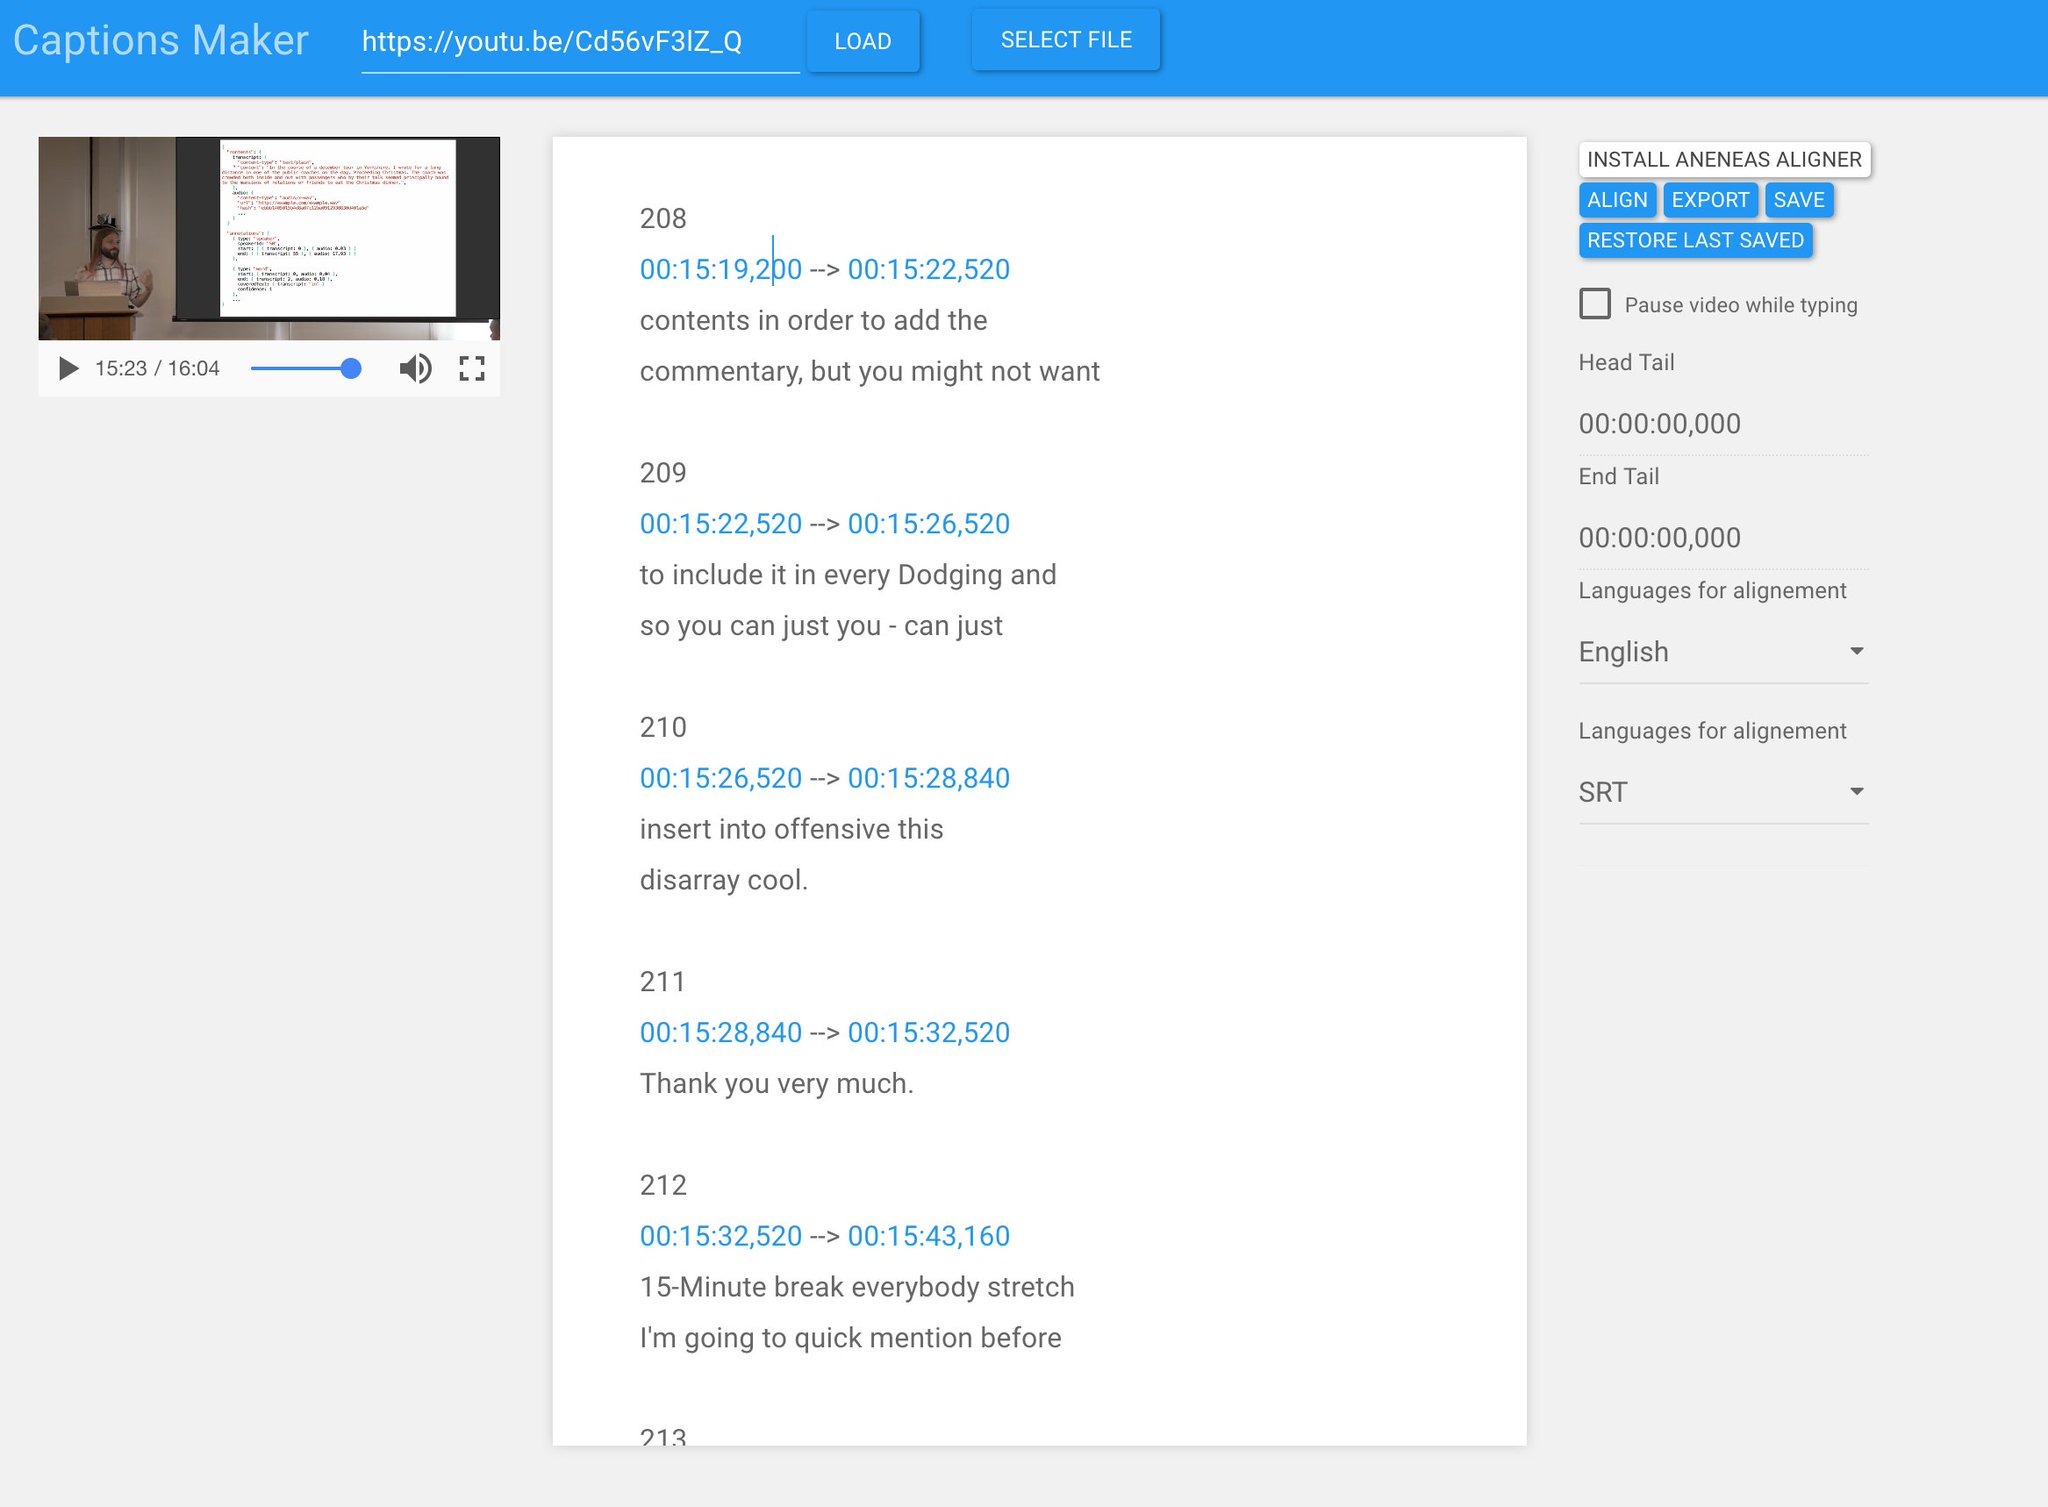 Captions Maker
https://youtu.be/Cd56vF3lZ_Q
LOAD
SELECT FILE
15:23 / 16:04
208
00:15:19,200 --> 00:15:22,520
contents in order to add the
commentary, but you might not want
209
00:15:22,520 --> 00:15:26,520
to include it in every Dodging and
so you can just you - can just
210
00:15:26,520 --> 00:15:28,840
insert into offensive this
disarray cool.
211
00:15:28,840 --> 00:15:32,520
Thank you very much.
212
00:15:32,520 --> 00:15:43,160
15-Minute break everybody stretch
I'm going to quick mention before
213
INSTALL ANENEAS ALIGNER
ALIGN
EXPORT
SAVE
RESTORE LAST SAVED
Pause video while typing
Head Tail
00:00:00,000
End Tail
00:00:00,000
Languages for alignement
English
Languages for alignement
SRT